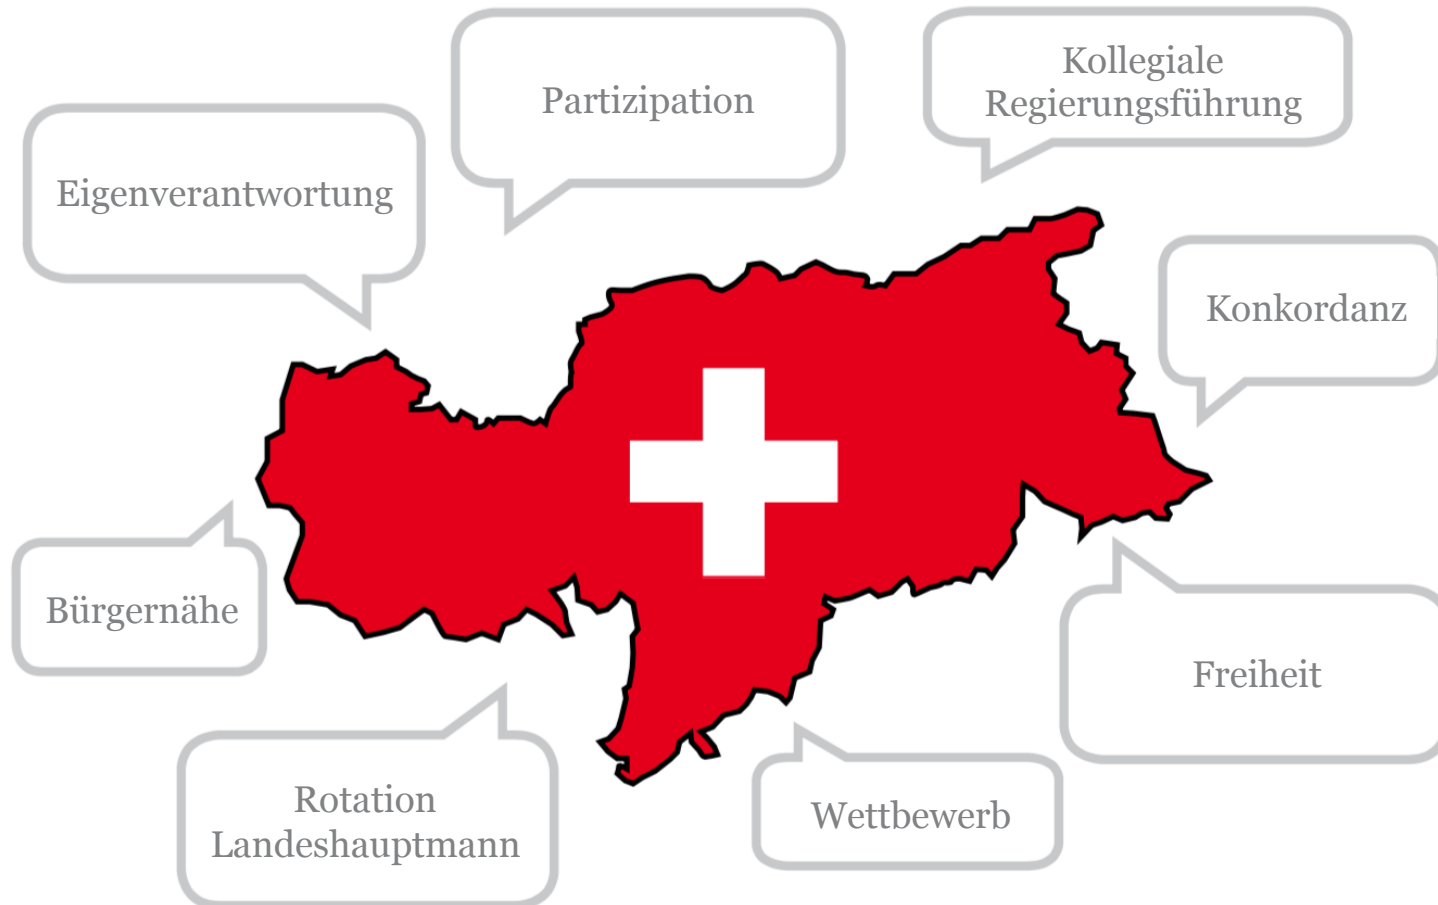 Partizipation
Kollegiale
Regierungsführung
Eigenverantwortung
Konkordanz
Bürgernähe
Freiheit
Rotation
Landeshauptmann
Wettbewerb